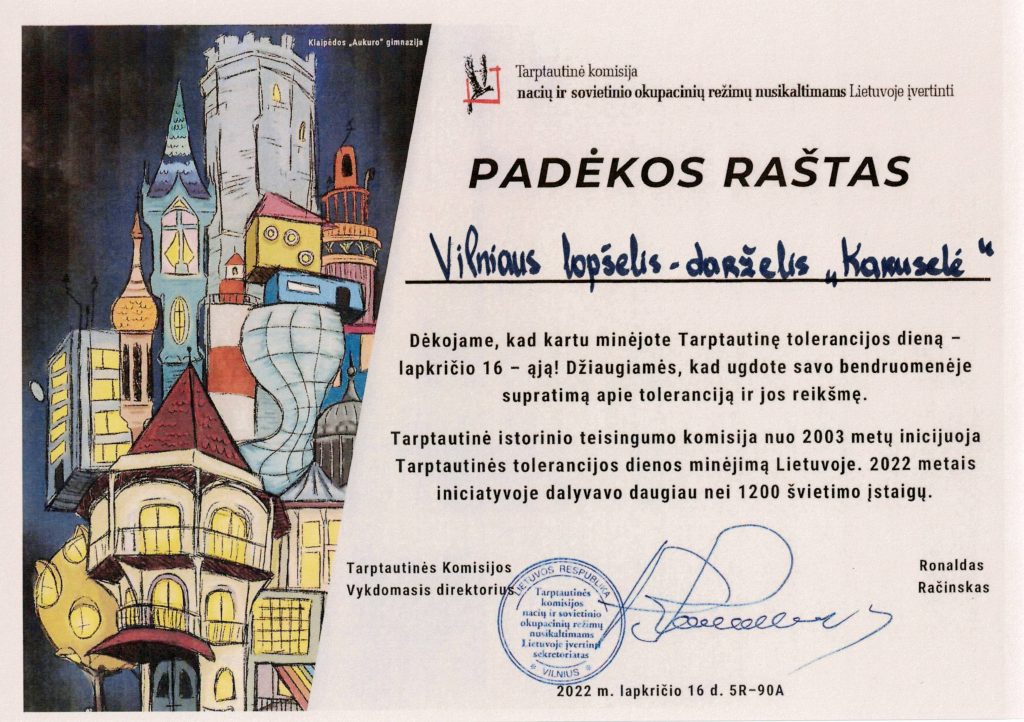 Klaipėdos „Aukuro" gimnazija
Tarptautinė komisija
nacių ir sovietinio okupacinių režimų nusikaltimams Lietuvoje įvertinti
PADĖKOS RAŠTAS
Vilniaus lopšelis-darželis „Kamuselė"
Dėkojame, kad kartu minėjote Tarptautinę tolerancijos dieną –
lapkričio 16 – ąją! Džiaugiamės, kad ugdote savo bendruomenėje
supratimą apie toleranciją ir jos reikšmę.
Tarptautinė istorinio teisingumo komisija nuo 2003 metų inicijuoja
Tarptautinės tolerancijos dienos minėjimą Lietuvoje. 2022 metais
iniciatyvoje dalyvavo daugiau nei 1200 švietimo įstaigų.
Tarptautinės Komisijos
Vykdomasis direktorius
LIETUVOS RESPUBLIKA
Tarptautinės
komisijos
nacių ir sovietinio
okupacinių režimų
nusikaltimams
Lietuvoje įvertinti
sekretoriatas
* VILNIUS *
Ronaldas
Račinskas
2022 m. lapkričio 16 d. 5R–90A